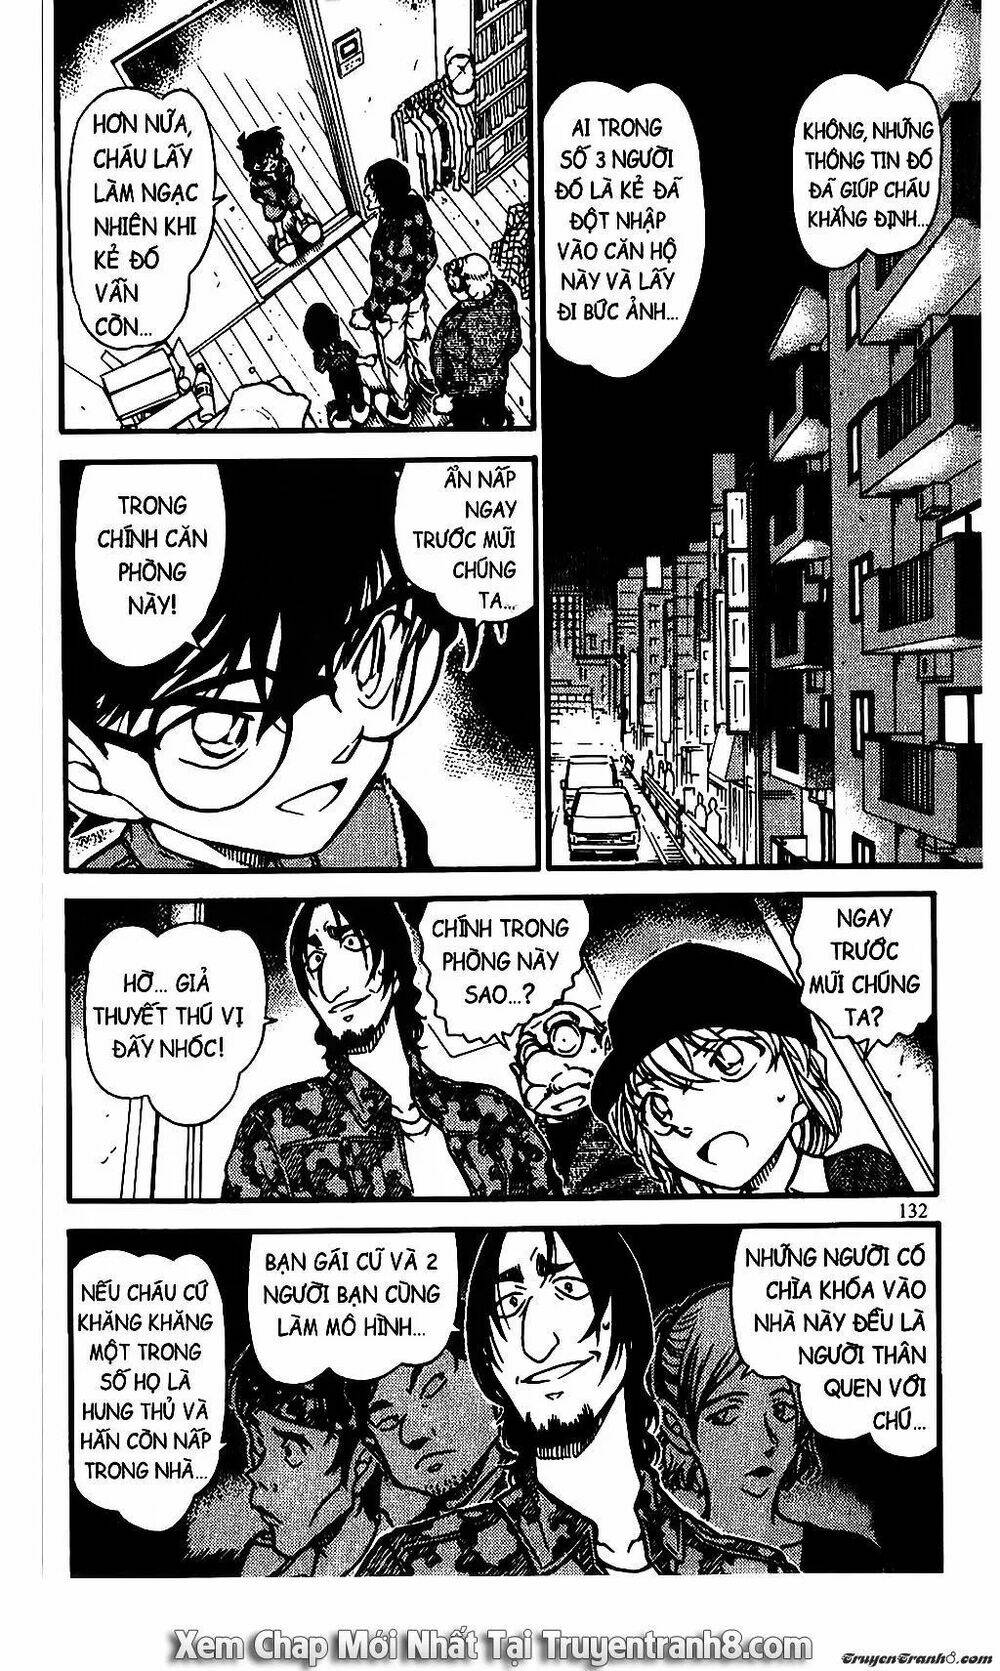 KHÔNG, NHỮNG
THÔNG TIN ĐÓ
ĐÃ GIÚP CHÁU
KHẲNG ĐỊNH...
AI TRONG
SỐ 3 NGƯỜI
ĐÓ LÀ KẺ ĐÃ
ĐỘT NHẬP
VÀO CĂN HỘ
NÀY VÀ LẤY
ĐI BỨC ẢNH...
HƠN NỮA,
CHÁU LẤY
LÀM NGẠC
NHIÊN KHI
KẺ ĐÓ
VẪN
CÒN...
ẨN NẤP
NGAY
TRƯỚC MŨI
CHÚNG
TA...
TRONG
CHÍNH CĂN
PHÒNG
NÀY!
NGAY
TRƯỚC
MŨI CHÚNG
TA?
CHÍNH TRONG
PHÒNG NÀY
SAO...?
HỜ... GIẢ
THUYẾT THÚ VỊ
ĐẤY NHÓC!
132
NHỮNG NGƯỜI CÓ
CHÌA KHÓA VÀO
NHÀ NÀY ĐỀU LÀ
NGƯỜI THÂN
QUEN VỚI
CHÚ...
BẠN GÁI CŨ VÀ 2
NGƯỜI BẠN CÙNG
LÀM MÔ HÌNH...
NẾU CHÁU CỨ
KHĂNG KHĂNG
MỘT TRONG
SỐ HỌ LÀ
HUNG THỦ VÀ
HẮN CÒN NẤP
TRONG NHÀ...
Xem Chap Mới Nhất Tại Truyentranh8.com
TruyenTranh8.com